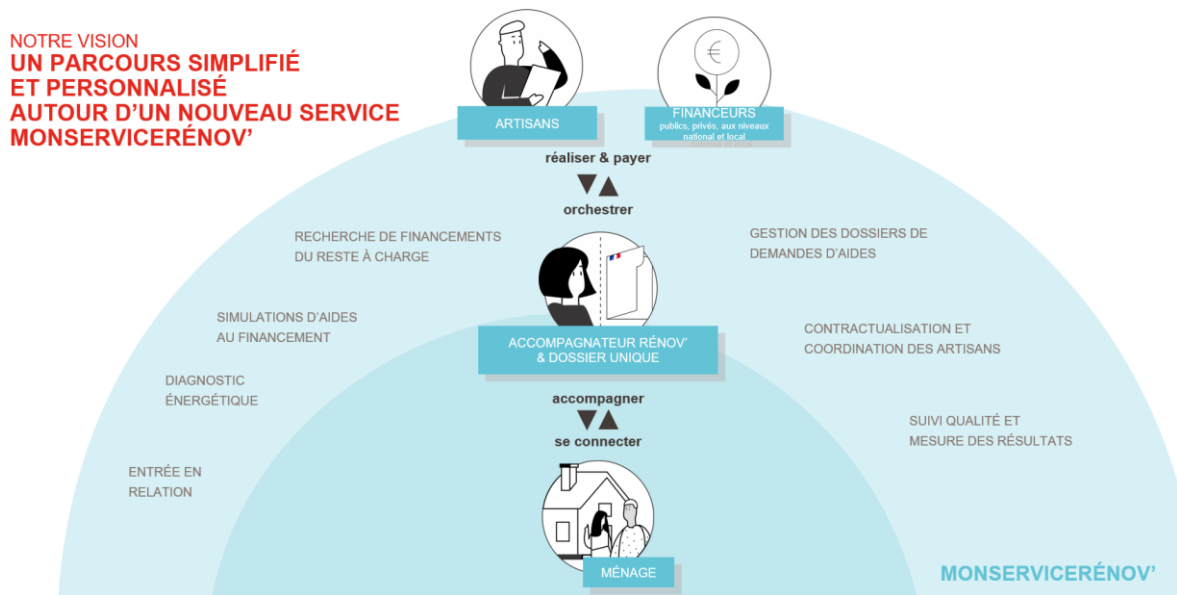 NOTRE VISION
UN PARCOURS SIMPLIFIÉ
ET PERSONNALISÉ
AUTOUR D'UN NOUVEAU SERVICE
MONSERVICERÉNOV'
ARTISANS
FINANCEURS
publics, privés, aux niveaux
national et local
réaliser & payer
orchestrer
RECHERCHE DE FINANCEMENTS
DU RESTE À CHARGE
GESTION DES DOSSIERS DE
DEMANDES D'AIDES
SIMULATIONS D'AIDES
AU FINANCEMENT
ACCOMPAGNATEUR RÉNOV'
& DOSSIER UNIQUE
CONTRACTUALISATION ET
COORDINATION DES ARTISANS
DIAGNOSTIC
ÉNERGÉTIQUE
accompagner
se connecter
SUIVI QUALITÉ ET
MESURE DES RÉSULTATS
ENTRÉE EN
RELATION
MÉNAGE
MONSERVICERÉNOV'